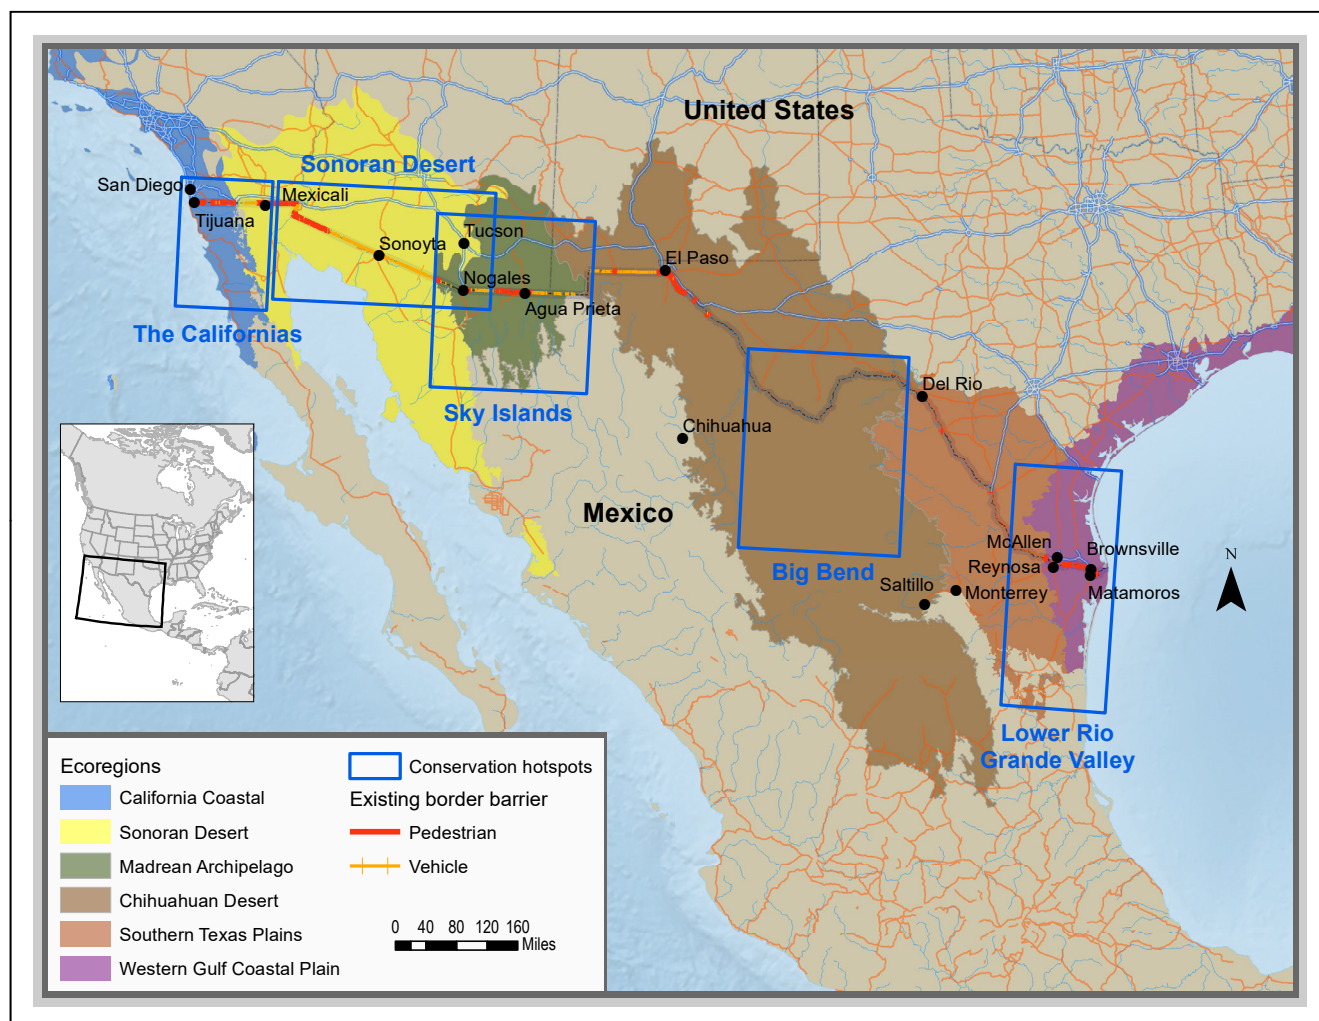 United States
Sonoran Desert
San Diego
Mexicali
Tijuana
Tucson
Sonoyta
El Paso
Nogales
Agua Prieta
The Californias
Del Rio
Sky Islands
Chihuahua
Mexico
McAllen
Brownsville
N
Reynosa
Big Bend
Saltillo
Monterrey
Matamoros
Lower Rio
Grande Valley
Ecoregions
California Coastal
Sonoran Desert
Madrean Archipelago
Chihuahuan Desert
Southern Texas Plains
Western Gulf Coastal Plain
Conservation hotspots
Existing border barrier
Pedestrian
Vehicle
0 40 80 120 160
Miles